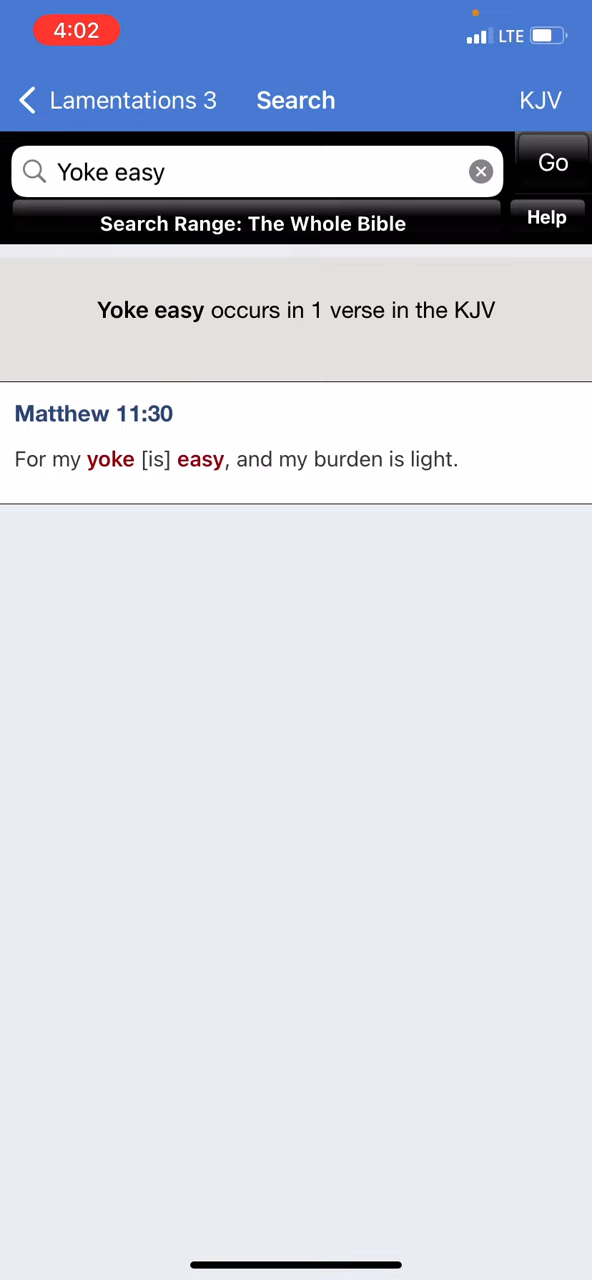 4:02
LTE
Lamentations 3 Search KJV
Yoke easy
Go
Search Range: The Whole Bible
Help
Yoke easy occurs in 1 verse in the KJV
Matthew 11:30
For my yoke [is] easy, and my burden is light.